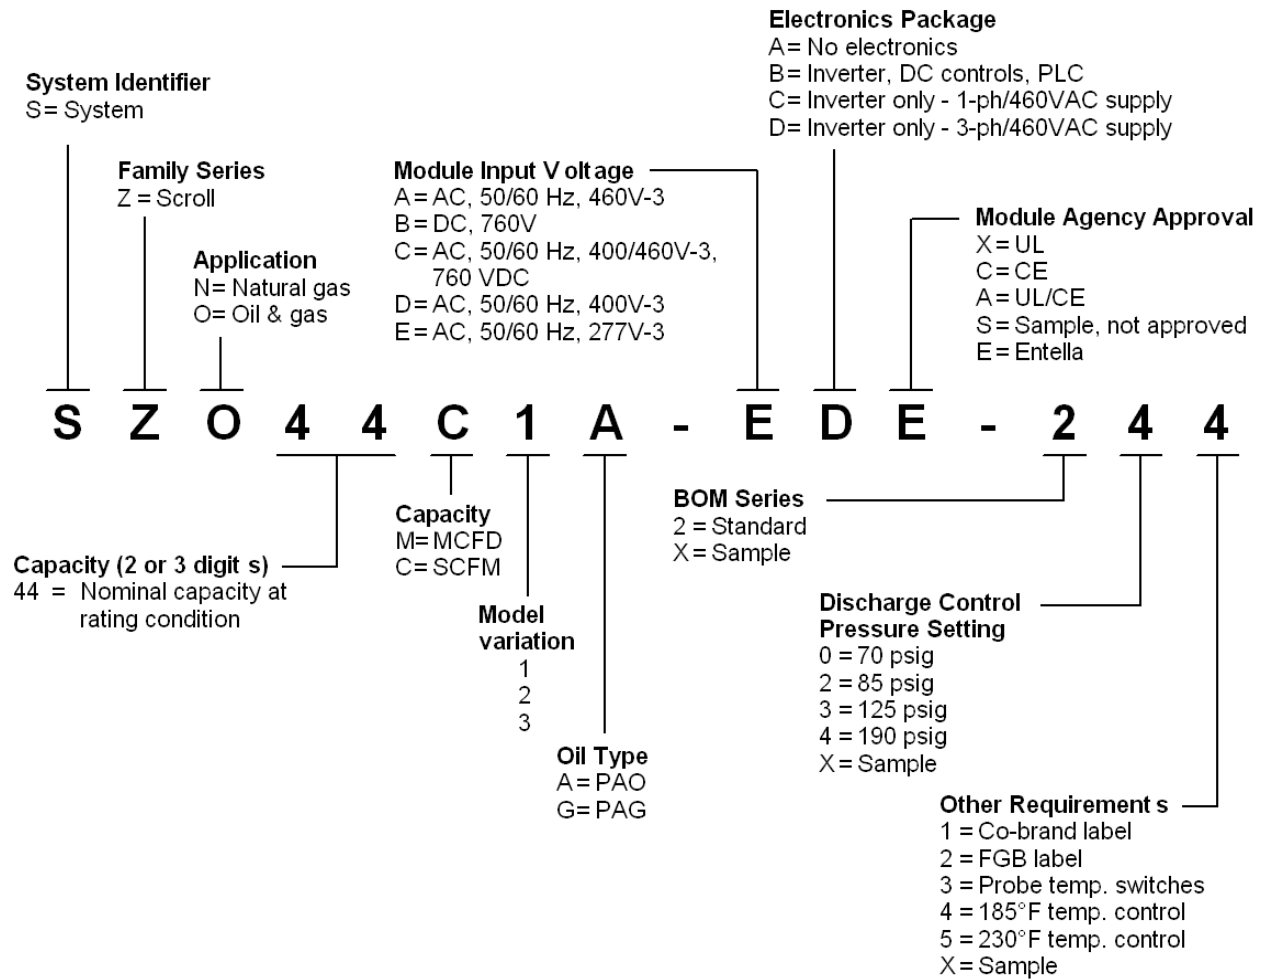 Electronics Package
A= No electronics
B= Inverter, DC controls, PLC
C= Inverter only - 1-ph/460VAC supply
D= Inverter only - 3-ph/460VAC supply
System Identifier
S= System
Family Series
Z = Scroll
Application
N= Natural gas
O= Oil & gas
Module Input Voltage
A = AC, 50/60 Hz, 460V-3
B = DC, 760V
C = AC, 50/60 Hz, 400/460V-3,
760 VDC
D = AC, 50/60 Hz, 400V-3
E = AC, 50/60 Hz, 277V-3
Module Agency Approval
X = UL
C = CE
A = UL/CE
S = Sample, not approved
E = Entella
S Z O 4 4 C 1 A - E D E - 2 4 4
Capacity (2 or 3 digit s)
44 = Nominal capacity at
rating condition
Capacity
M= MCFD
C= SCFM
Model
variation
1
2
3
Oil Type
A = PAO
G= PAG
BOM Series
2 = Standard
X = Sample
Discharge Control
Pressure Setting
0 = 70 psig
2 = 85 psig
3 = 125 psig
4 = 190 psig
X = Sample
Other Requirement s
1 = Co-brand label
2 = FGB label
3 = Probe temp. switches
4 = 185°F temp. control
5 = 230°F temp. control
X = Sample